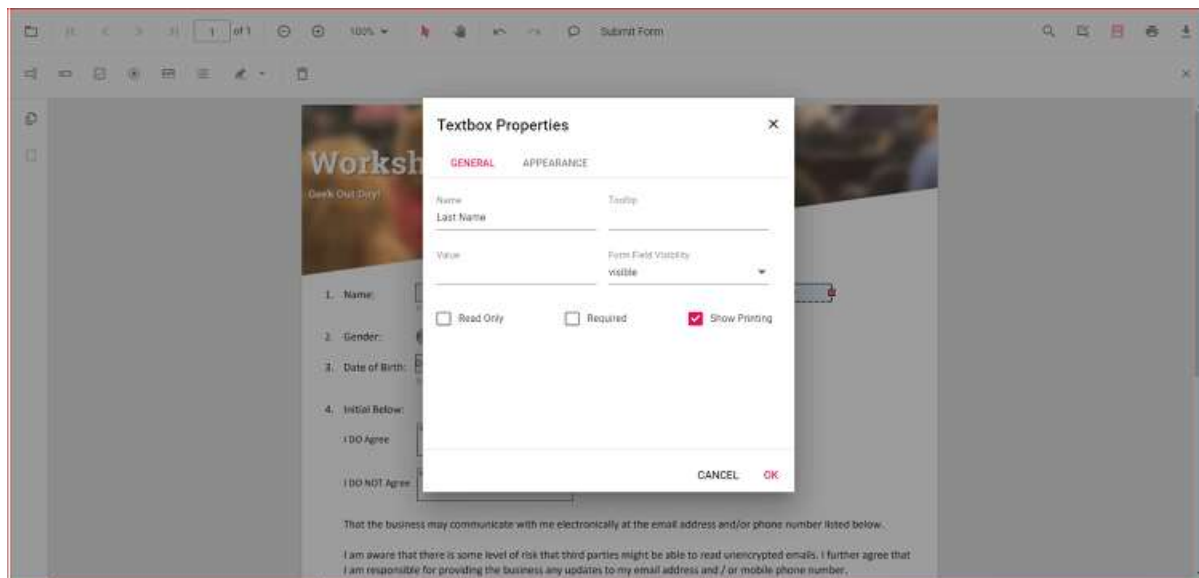 1 of 1 100% Submit Form
Textbox Properties
GENERAL APPEARANCE
Worksh
Geek Out Day!
Name Tooltip
Last Name
Value Form Field Visibility
visible
1. Name:
Read Only Required Show Printing
2. Gender:
3. Date of Birth:
4. Initial Below:
I DO Agree
CANCEL OK
I DO NOT Agree
That the business may communicate with me electronically at the email address and/or phone number listed below.
I am aware that there is some level of risk that third parties might be able to read unencrypted emails. I further agree that
I am responsible for providing the business any updates to my email address and / or mobile phone number.